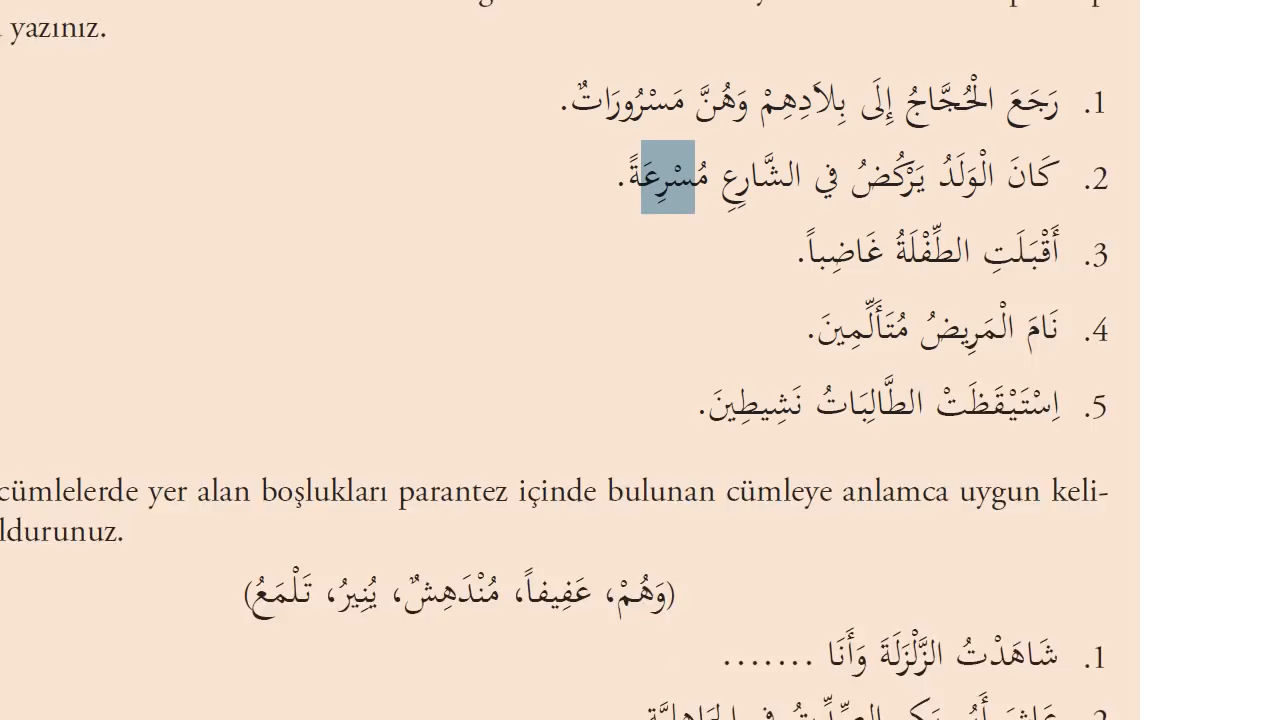 yazınız.
1. رَجَعَ الْحُجَّاجُ إِلَى بِلاَدِهِمْ وَهُنَّ مَسْرُورَاتٌ.
2. كَانَ الْوَلَدُ يَرْكُضُ فِي الشَّارِعِ مُسْرِعَةً.
3. أَقْبَلَتِ الطِّفْلَةُ غَاضِباً.
4. نَامَ الْمَرِيضُ مُتَأَلِّمِينَ.
5. اِسْتَيْقَظَتْ الطَّالِبَاتُ نَشِيطِينَ.
cümlelerde yer alan boşlukları parantez içinde bulunan cümleye anlamca uygun keli-
ldurunuz.
(وَهُمْ، عَفِيفاً، مُنْدَهِشٌ، يُنِيرُ، تَلْمَعُ)
1. شَاهَدْتُ الزَّلْزَلَةَ وَأَنَا .......